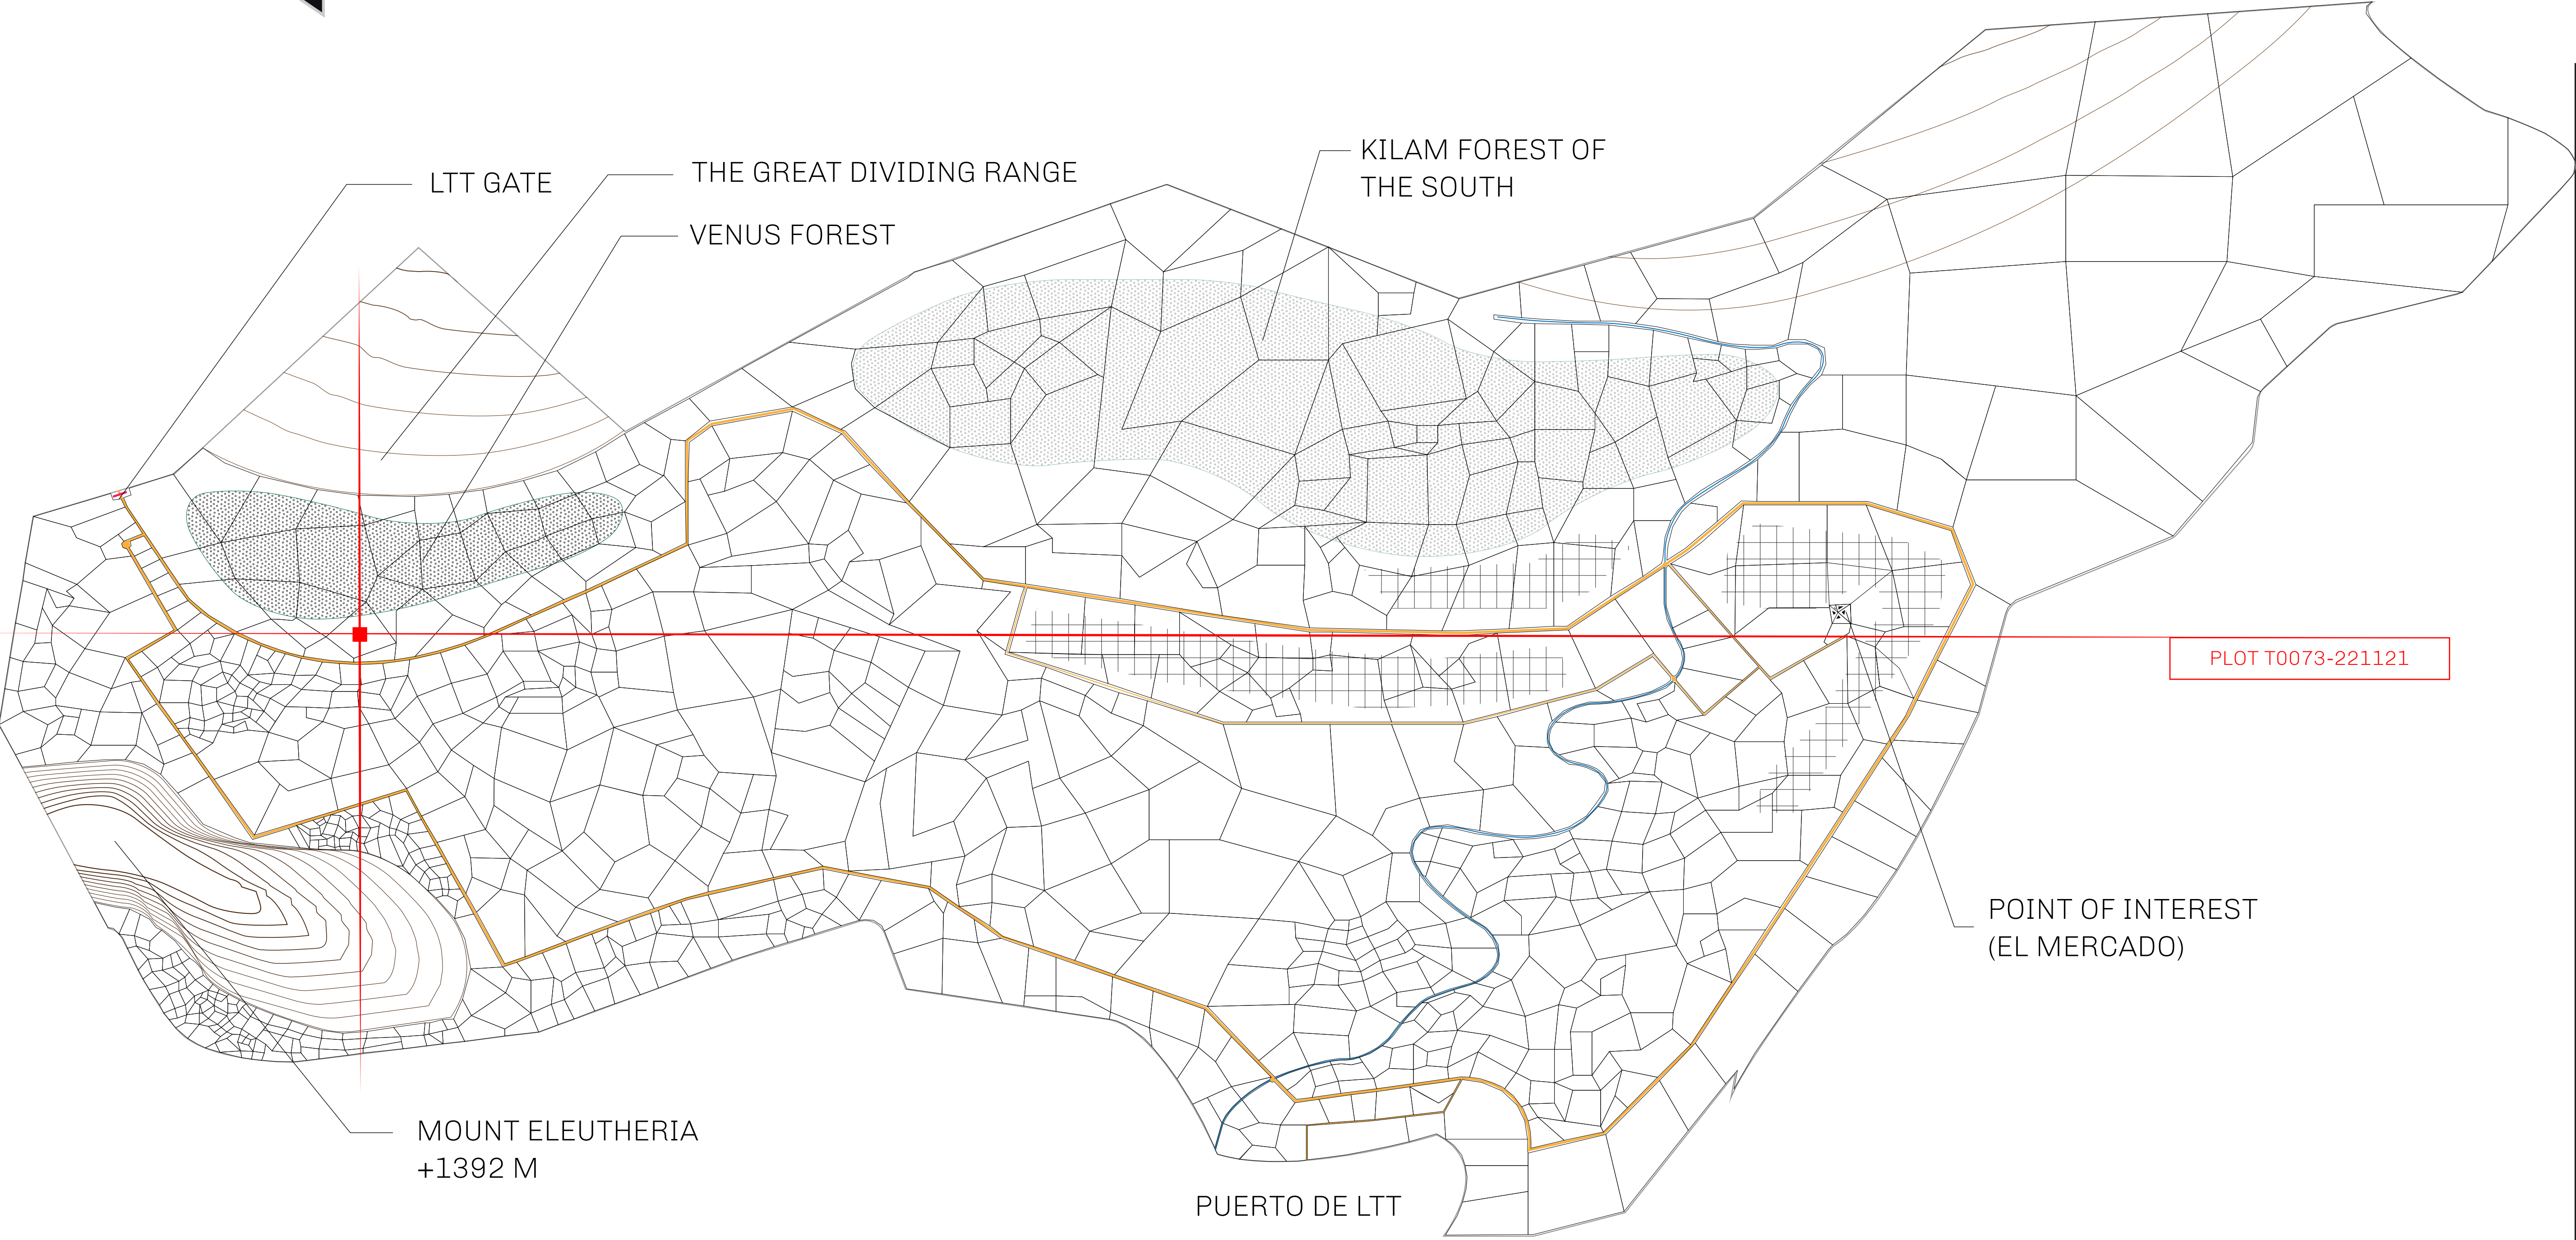 LTT GATE
THE GREAT DIVIDING RANGE
VENUS FOREST
KILAM FOREST OF
THE SOUTH
PLOT T0073-221121
POINT OF INTEREST
(EL MERCADO)
MOUNT ELEUTHERIA
+1392 M
PUERTO DE LTT